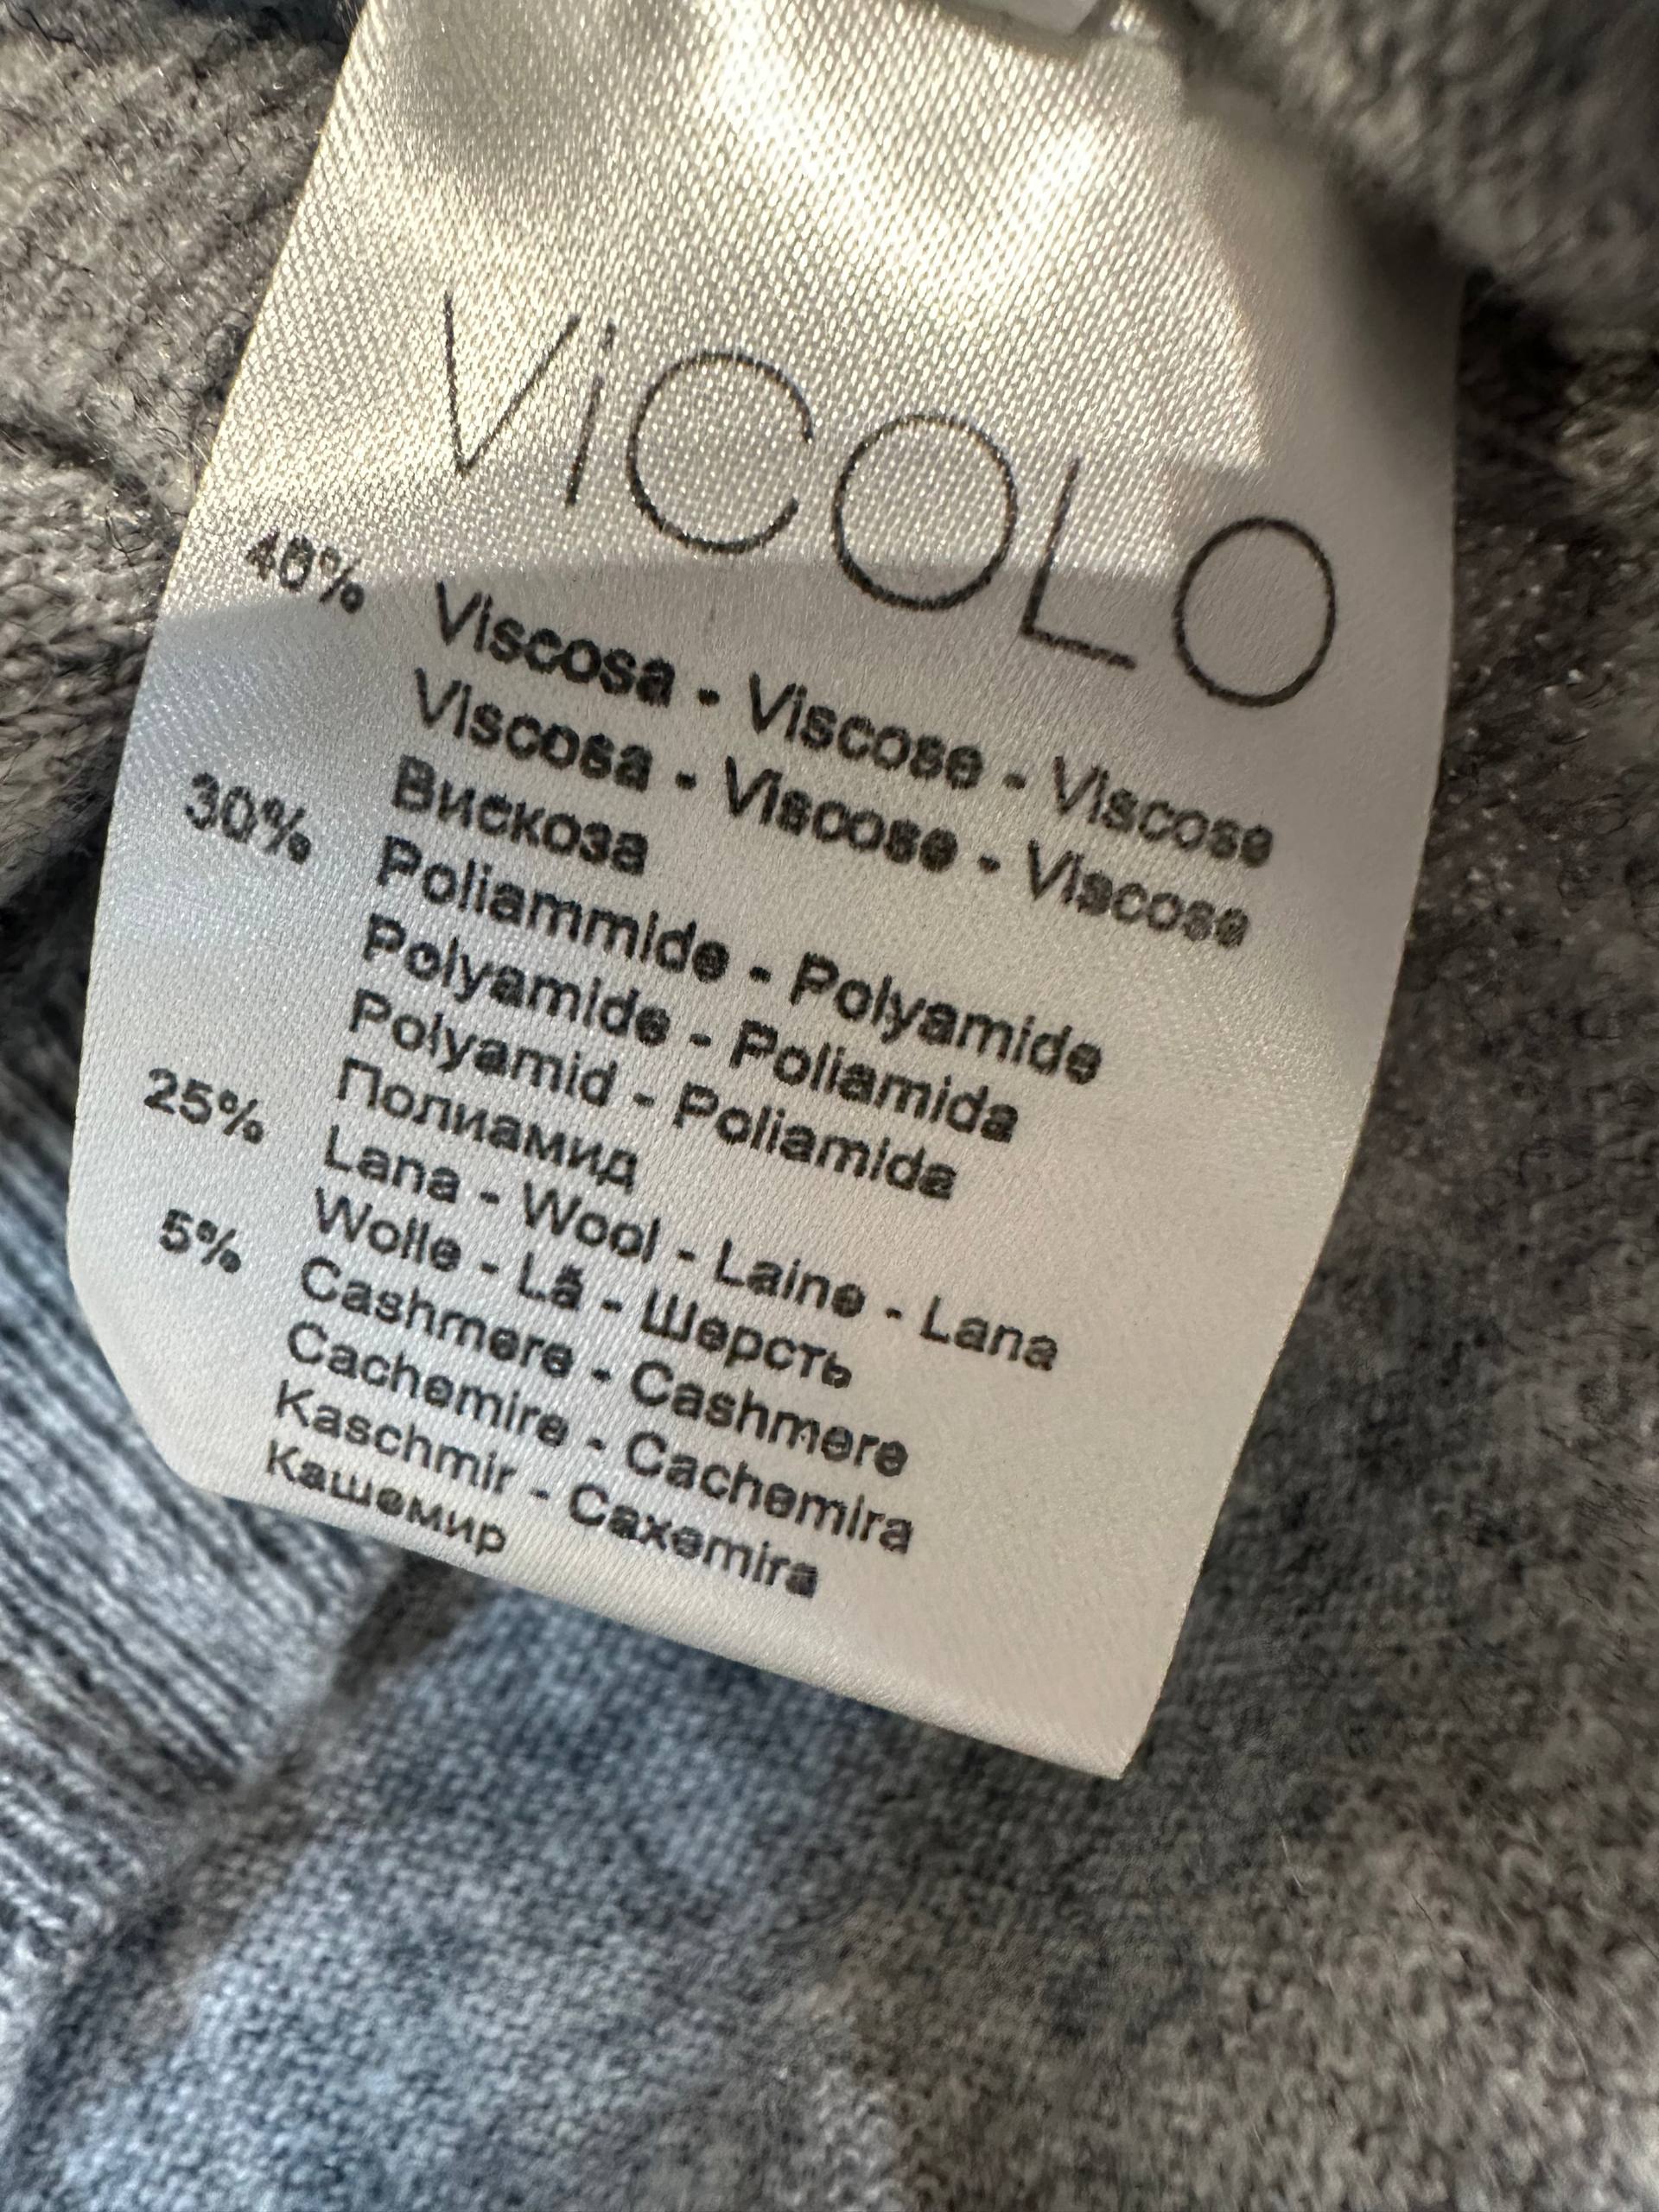 ViCOLO
40% Viscosa - Viscose - Viscose
Viscosa - Viscose - Viscose
Вискоза
30% Poliammide - Polyamide
Polyamide - Poliamida
Polyamid - Poliamida
Полиамид
25% Lana - Wool - Laine - Lana
Wolle - Lã - Шерсть
5% Cashmere - Cashmere
Cachemire - Cachemira
Kaschmir - Caxemira
Кашемир